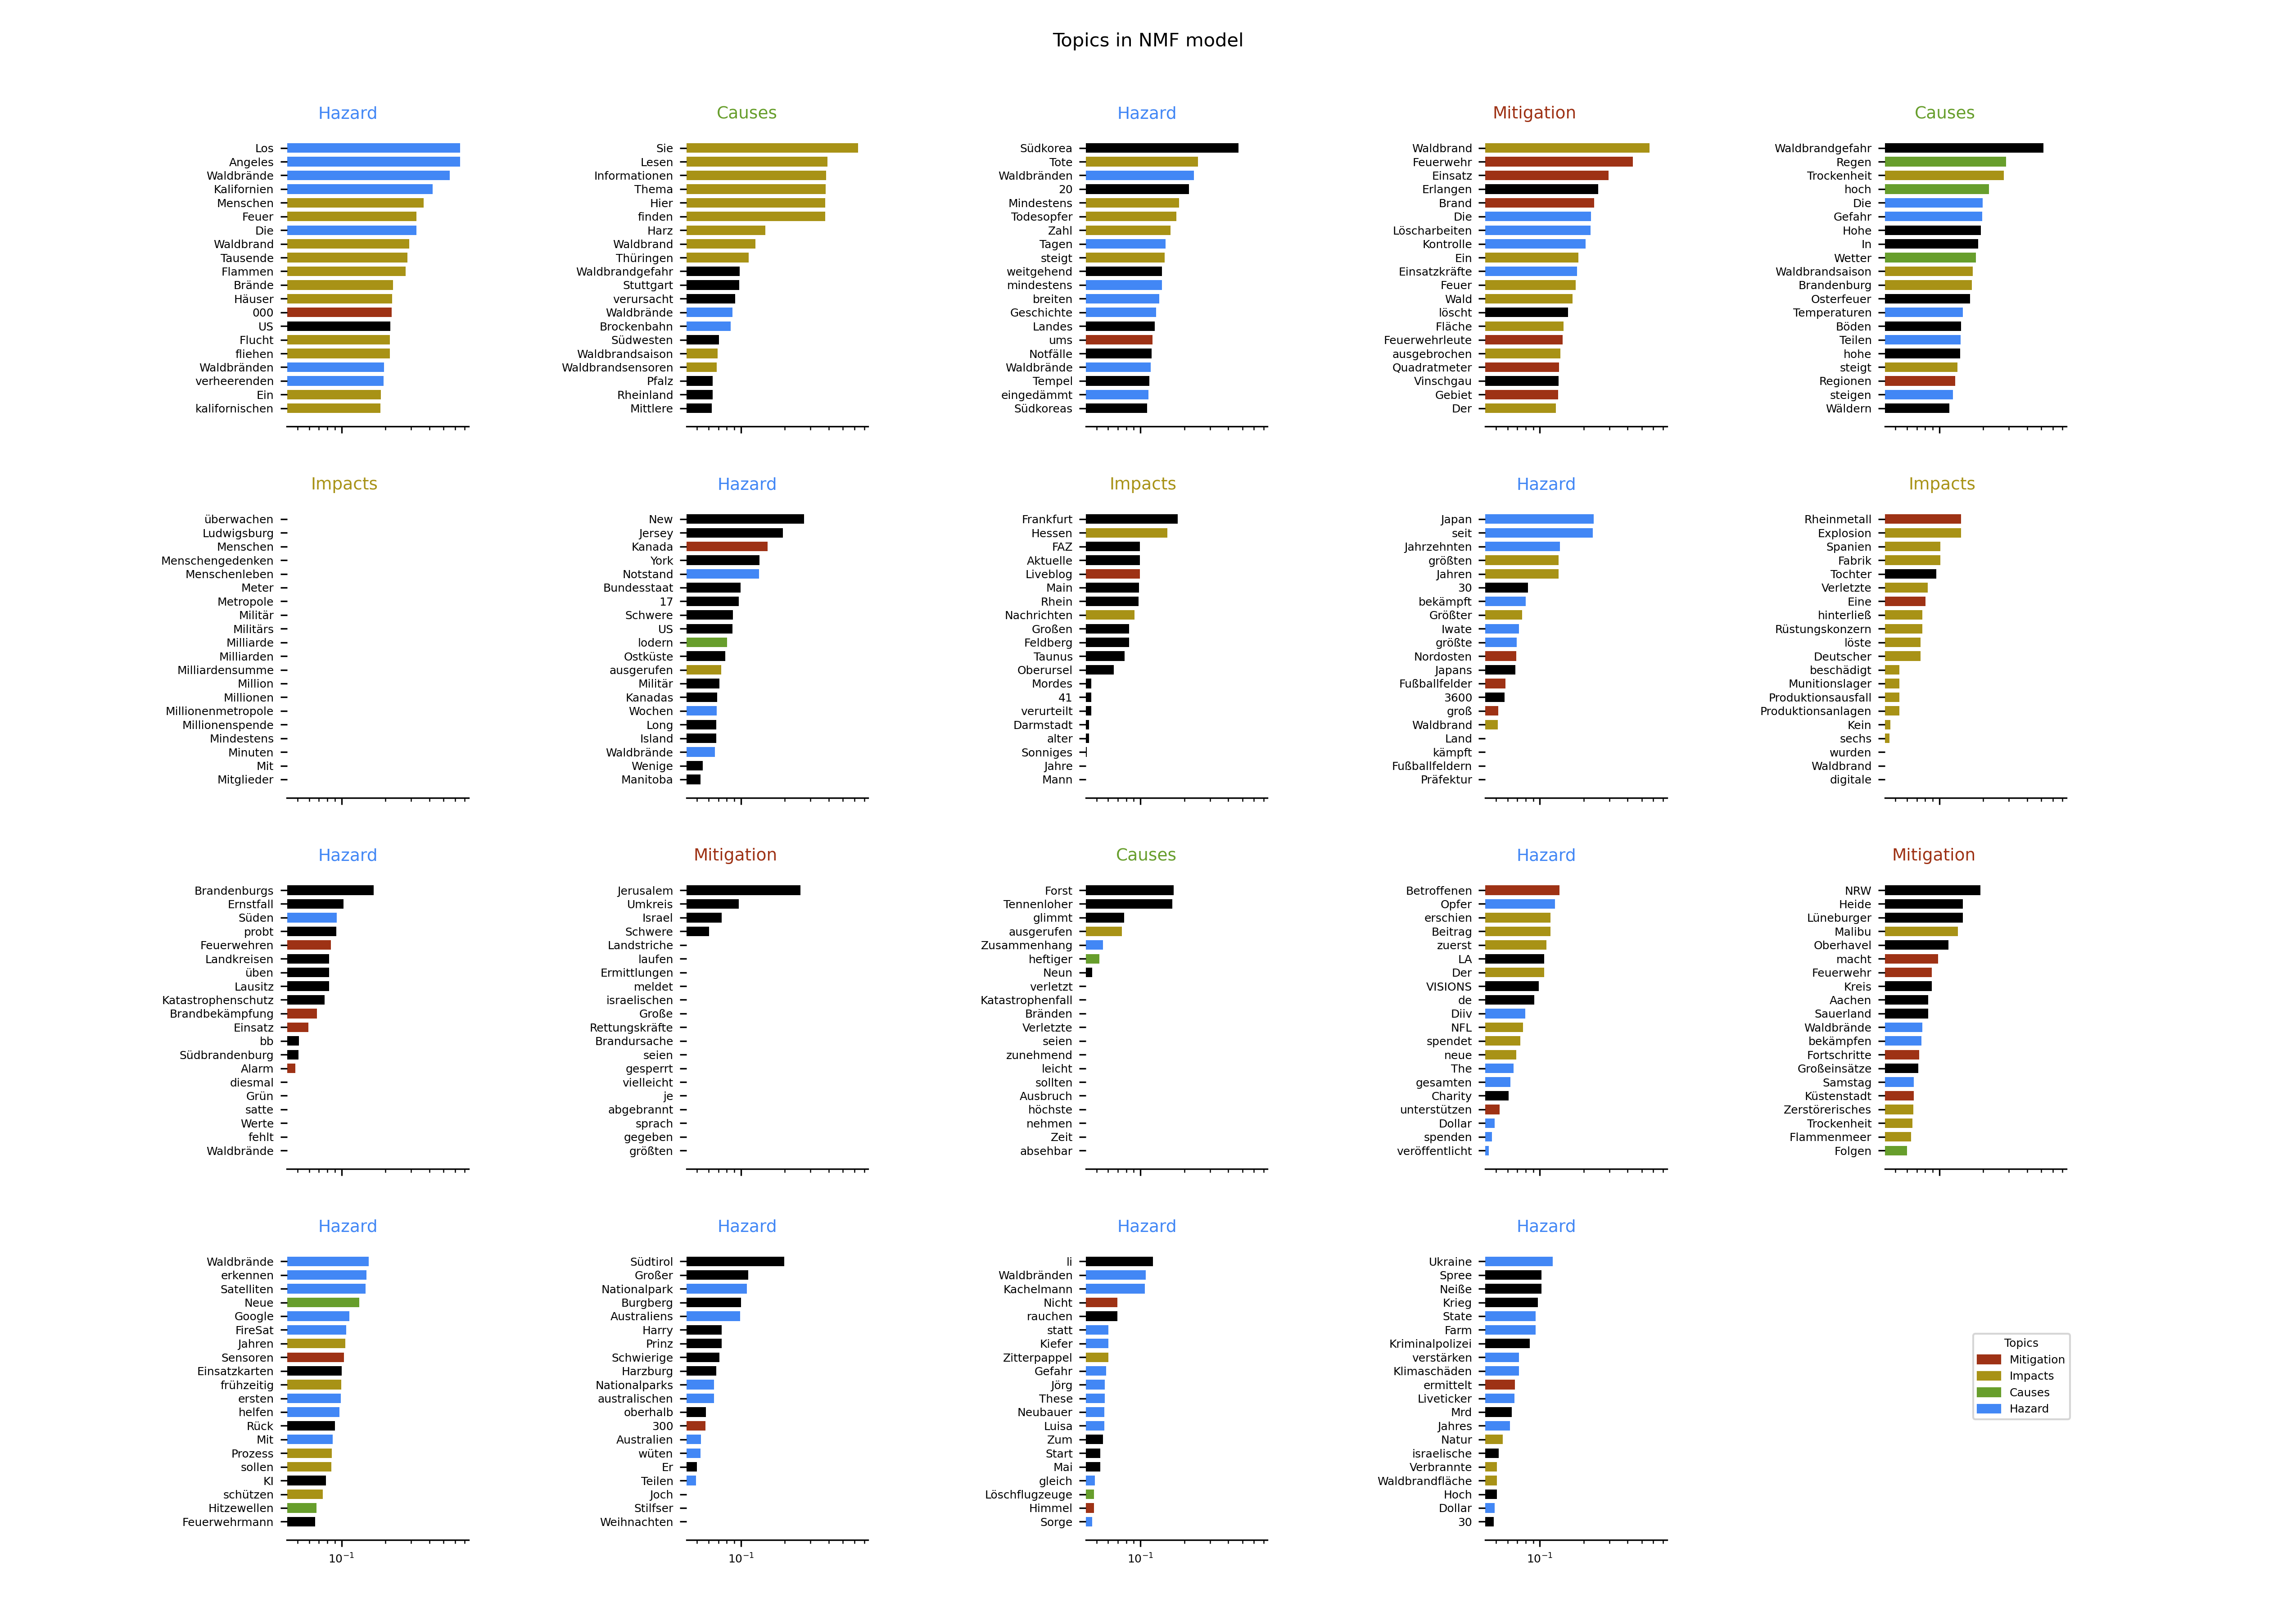 Topics in NMF model
Hazard
Los
Angeles
Waldbrände
Kalifornien
Menschen
Feuer
Die
Waldbrand
Tausende
Flammen
Brände
Häuser
000
US
Flucht
fliehen
Waldbränden
verheerenden
Ein
kalifornischen
Causes
Sie
Lesen
Informationen
Thema
Hier
finden
Harz
Waldbrand
Thüringen
Waldbrandgefahr
Stuttgart
verursacht
Waldbrände
Brockenbahn
Südwesten
Waldbrandsaison
Waldbrandsensoren
Pfalz
Rheinland
Mittlere
Hazard
Südkorea
Tote
Waldbränden
20
Mindestens
Todesopfer
Zahl
Tagen
steigt
weitgehend
mindestens
breiten
Geschichte
Landes
ums
Notfälle
Waldbrände
Tempel
eingedämmt
Südkoreas
Mitigation
Waldbrand
Feuerwehr
Einsatz
Erlangen
Brand
Die
Löscharbeiten
Kontrolle
Ein
Einsatzkräfte
Feuer
Wald
löscht
Fläche
Feuerwehrleute
ausgebrochen
Quadratmeter
Vinschgau
Gebiet
Der
Causes
Waldbrandgefahr
Regen
Trockenheit
hoch
Die
Gefahr
Hohe
In
Wetter
Waldbrandsaison
Brandenburg
Osterfeuer
Temperaturen
Böden
Teilen
hohe
steigt
Regionen
steigen
Wäldern
Impacts
überwachen
Ludwigsburg
Menschen
Menschengedenken
Menschenleben
Meter
Metropole
Militär
Militärs
Milliarde
Milliarden
Milliardensumme
Million
Millionen
Millionenmetropole
Millionenspende
Mindestens
Minuten
Mit
Mitglieder
Hazard
New
Jersey
Kanada
York
Notstand
Bundesstaat
17
Schwere
US
lodern
Ostküste
ausgerufen
Militär
Kanadas
Wochen
Long
Island
Waldbrände
Wenige
Manitoba
Impacts
Frankfurt
Hessen
FAZ
Aktuelle
Liveblog
Main
Rhein
Nachrichten
Großen
Feldberg
Taunus
Oberursel
Mordes
41
verurteilt
Darmstadt
alter
Sonniges
Jahre
Mann
Hazard
Japan
seit
Jahrzehnten
größten
Jahren
30
bekämpft
Größter
Iwate
größte
Nordosten
Japans
Fußballfelder
3600
groß
Waldbrand
Land
kämpft
Fußballfeldern
Präfektur
Impacts
Rheinmetall
Explosion
Spanien
Fabrik
Tochter
Verletzte
Eine
hinterließ
Rüstungskonzern
löste
Deutscher
beschädigt
Munitionslager
Produktionsausfall
Produktionsanlagen
Kein
sechs
wurden
Waldbrand
digitale
Hazard
Brandenburgs
Ernstfall
Süden
probt
Feuerwehren
Landkreisen
üben
Lausitz
Katastrophenschutz
Brandbekämpfung
Einsatz
bb
Südbrandenburg
Alarm
diesmal
Grün
satte
Werte
fehlt
Waldbrände
Mitigation
Jerusalem
Umkreis
Israel
Schwere
Landstriche
laufen
Ermittlungen
meldet
israelischen
Große
Rettungskräfte
Brandursache
seien
gesperrt
vielleicht
je
abgebrannt
sprach
gegeben
größten
Causes
Forst
Tennenloher
glimmt
ausgerufen
Zusammenhang
heftiger
Neun
verletzt
Katastrophenfall
Bränden
Verletzte
seien
zunehmend
leicht
sollten
Ausbruch
höchste
nehmen
Zeit
absehbar
Hazard
Betroffenen
Opfer
erschien
Beitrag
zuerst
LA
Der
VISIONS
de
Diiv
NFL
spendet
neue
The
gesamten
Charity
unterstützen
Dollar
spenden
veröffentlicht
Mitigation
NRW
Heide
Lüneburger
Malibu
Oberhavel
macht
Feuerwehr
Kreis
Aachen
Sauerland
Waldbrände
bekämpfen
Fortschritte
Großeinsätze
Samstag
Küstenstadt
Zerstörerisches
Trockenheit
Flammenmeer
Folgen
Hazard
Waldbrände
erkennen
Satelliten
Neue
Google
FireSat
Jahren
Sensoren
Einsatzkarten
frühzeitig
ersten
helfen
Rück
Mit
Prozess
sollen
KI
schützen
Hitzewellen
Feuerwehrmann
10⁻¹
Hazard
Südtirol
Großer
Nationalpark
Burgberg
Australiens
Harry
Prinz
Schwierige
Harzburg
Nationalparks
australischen
oberhalb
300
Australien
wüten
Er
Teilen
Joch
Stilfser
Weihnachten
10⁻¹
Hazard
li
Waldbränden
Kachelmann
Nicht
rauchen
statt
Kiefer
Zitterpappel
Gefahr
Jörg
These
Neubauer
Luisa
Zum
Start
Mai
gleich
Löschflugzeuge
Himmel
Sorge
10⁻¹
Hazard
Ukraine
Spree
Neiße
Krieg
State
Farm
Kriminalpolizei
verstärken
Klimaschäden
ermittelt
Liveticker
Mrd
Jahres
Natur
israelische
Verbrannte
Waldbrandfläche
Hoch
Dollar
30
10⁻¹
Topics
Mitigation
Impacts
Causes
Hazard